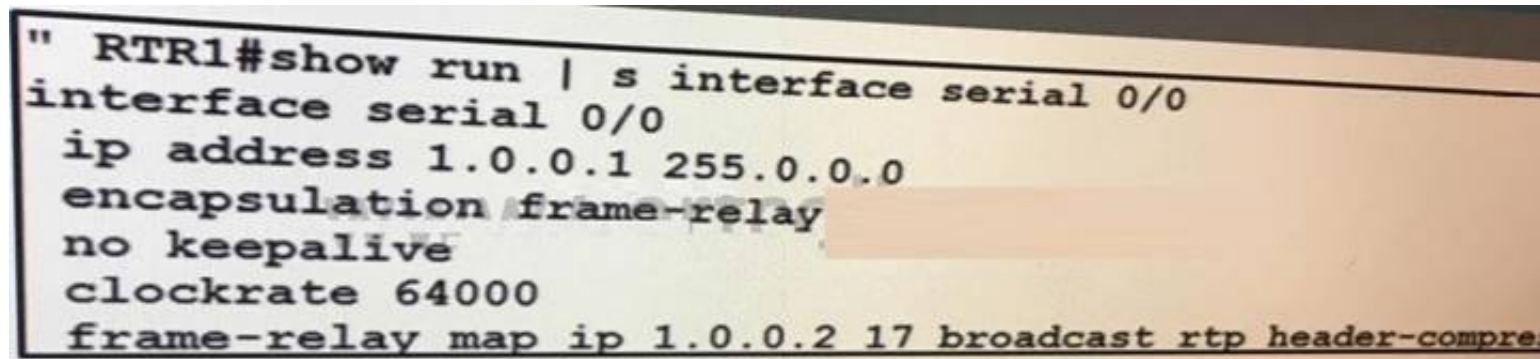 " RTR1#show run | s interface serial 0/0
interface serial 0/0
ip address 1.0.0.1 255.0.0.0
encapsulation frame-relay
no keepalive
clockrate 64000
frame-relay map ip 1.0.0.2 17 broadcast rtp header-compre